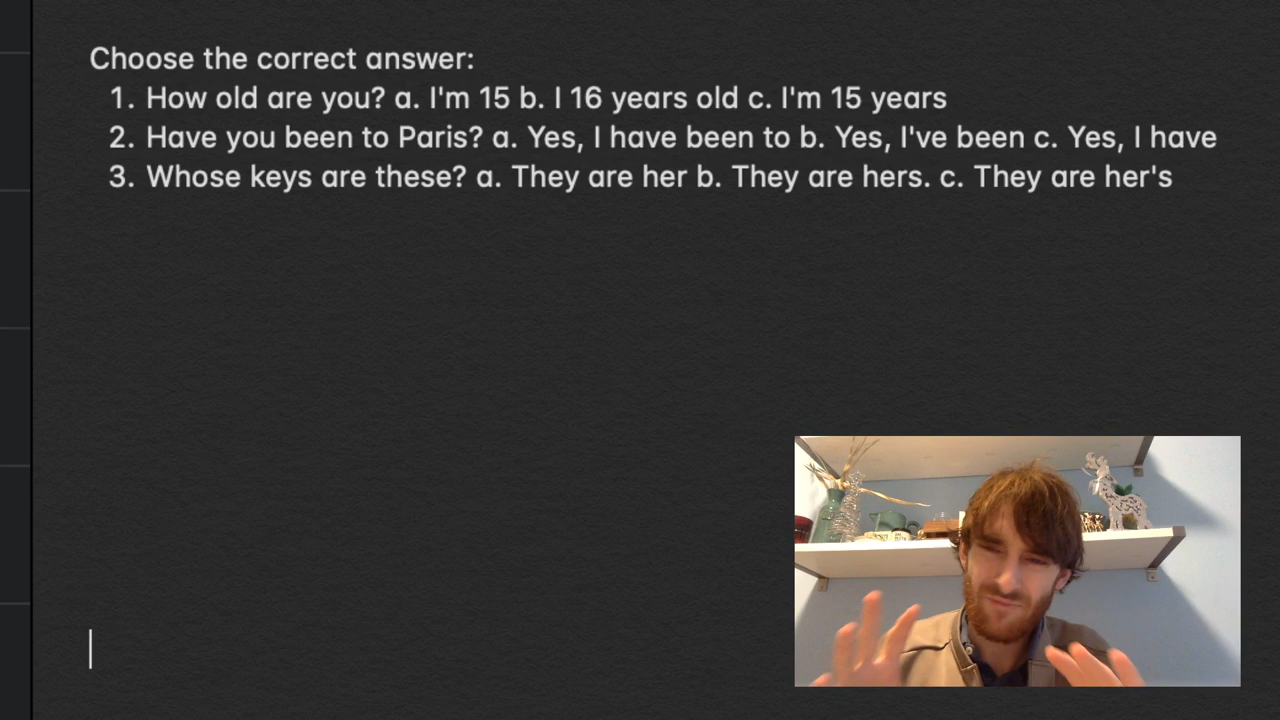 Choose the correct answer:
1. How old are you? a. I'm 15 b. I 16 years old c. I'm 15 years
2. Have you been to Paris? a. Yes, I have been to b. Yes, I've been c. Yes, I have
3. Whose keys are these? a. They are her b. They are hers. c. They are her's